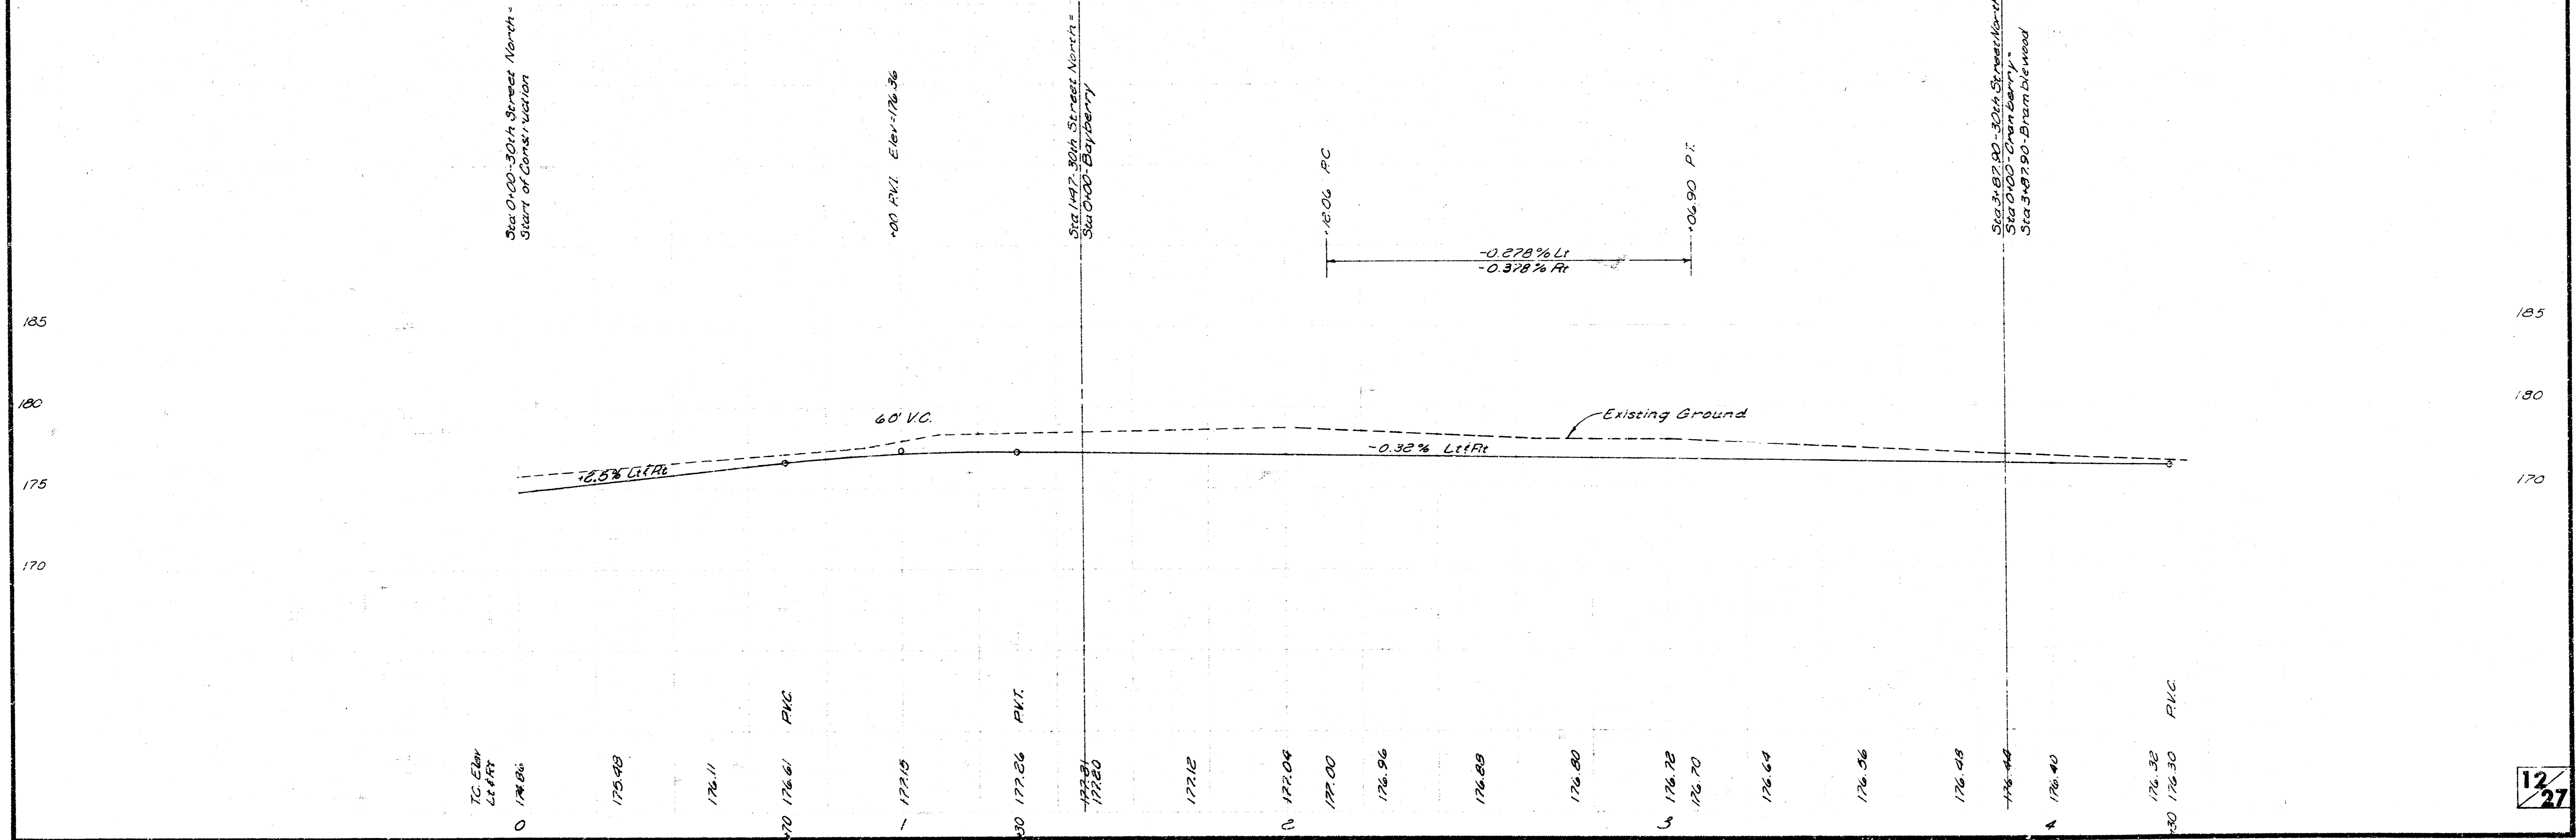 Sta 0+00-30th Street North=
Start of Construction
+00 P.V.I. Elev=176.36
Sta 1+47-30th Street North=
Sta 0+00-Bayberry
+18.06 P.C
+06.90 P.T.
Sta 3+87.90-30th Street North
Sta 0+00-Cranberry=
Sta 3+87.90-Bramblewood
-0.278% Lt
-0.378% Rt
185
185
180
180
60' V.C.
Existing Ground
-0.32% Lt&Rt
+2.5% Lt&Rt
175
170
170
T.C. Elev
Lt&Rt
174.86
175.48
176.11
176.61 P.V.C.
177.15
177.26 P.V.T.
177.20
177.12
177.04
177.00
176.96
176.88
176.80
176.72
176.70
176.64
176.56
176.48
176.44
176.40
176.32
176.30 P.V.C.
0
+70
1
+30
2
3
4
+30
12/27